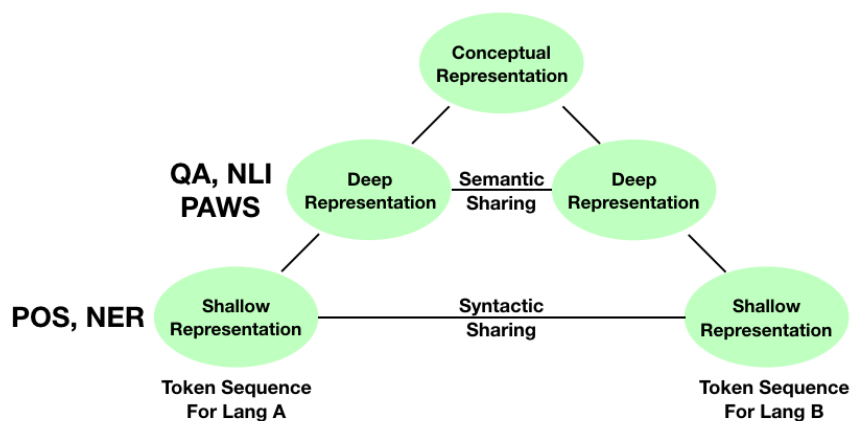 Conceptual
Representation
QA, NLI
PAWS
Deep
Representation
Semantic
Sharing
Deep
Representation
POS, NER
Shallow
Representation
Syntactic
Sharing
Shallow
Representation
Token Sequence
For Lang A
Token Sequence
For Lang B